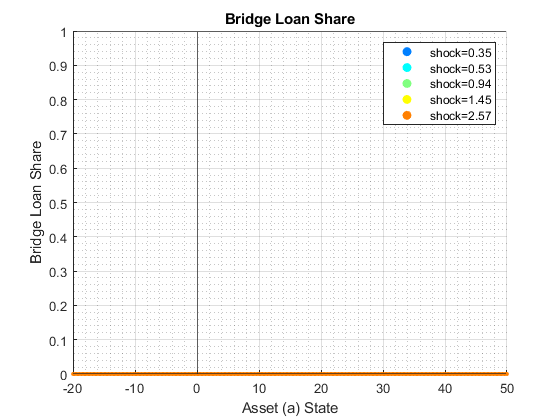 Bridge Loan Share
shock=0.35
shock=0.53
shock=0.94
shock=1.45
shock=2.57
Bridge Loan Share
1
0.9
0.8
0.7
0.6
0.5
0.4
0.3
0.2
0.1
0
-20 -10 0 10 20 30 40 50
Asset (a) State